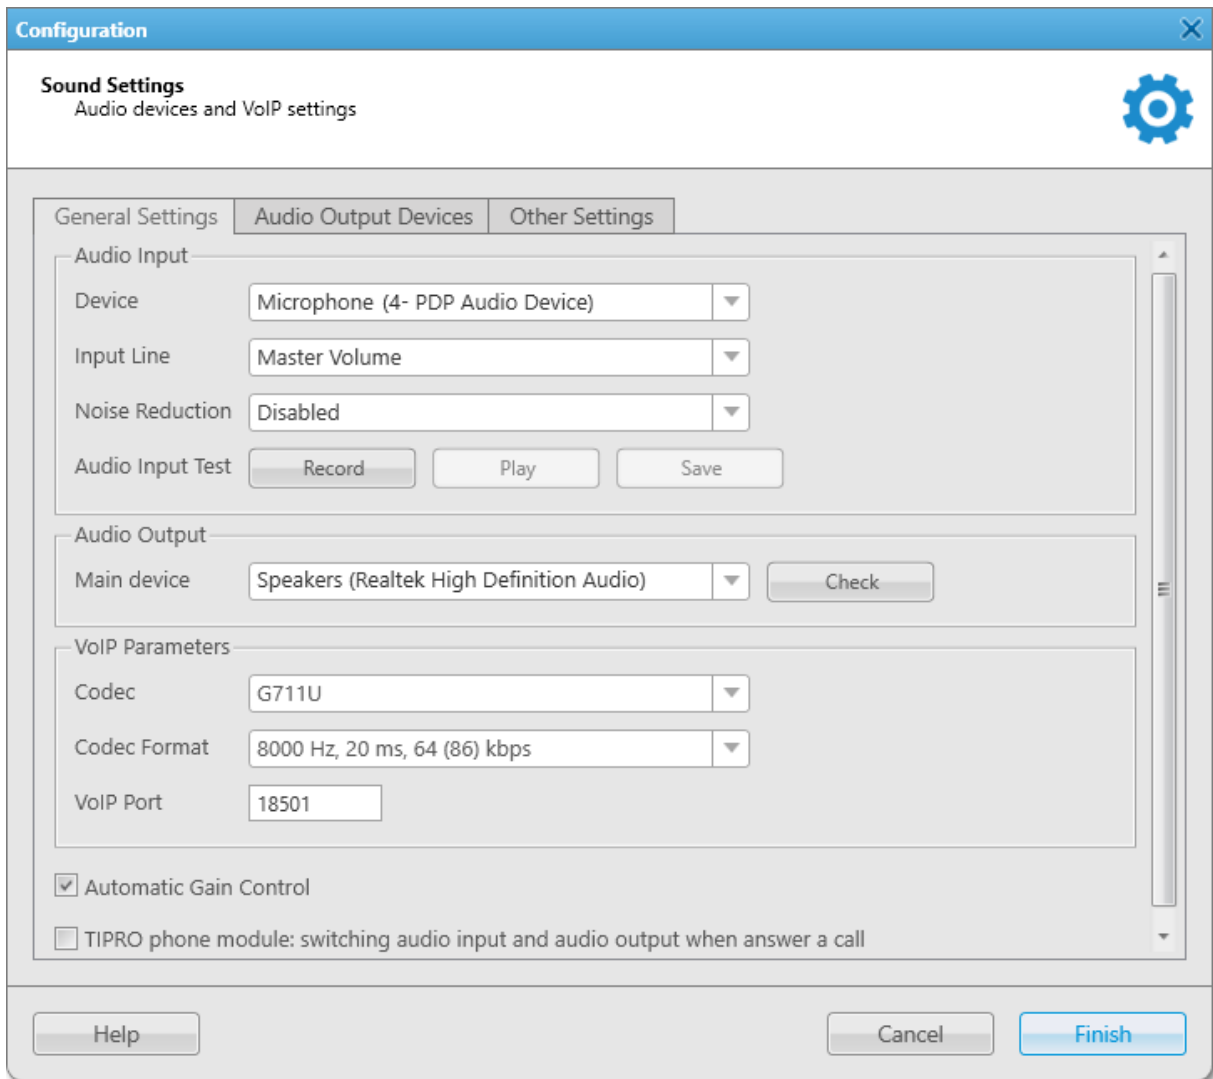 Configuration
Sound Settings
Audio devices and VoIP settings
General Settings Audio Output Devices Other Settings
Audio Input
Device Microphone (4- PDP Audio Device)
Input Line Master Volume
Noise Reduction Disabled
Audio Input Test Record Play Save
Audio Output
Main device Speakers (Realtek High Definition Audio) Check
VoIP Parameters
Codec G711U
Codec Format 8000 Hz, 20 ms, 64 (86) kbps
VoIP Port 18501
Automatic Gain Control
TIPRO phone module: switching audio input and audio output when answer a call
Help Cancel Finish